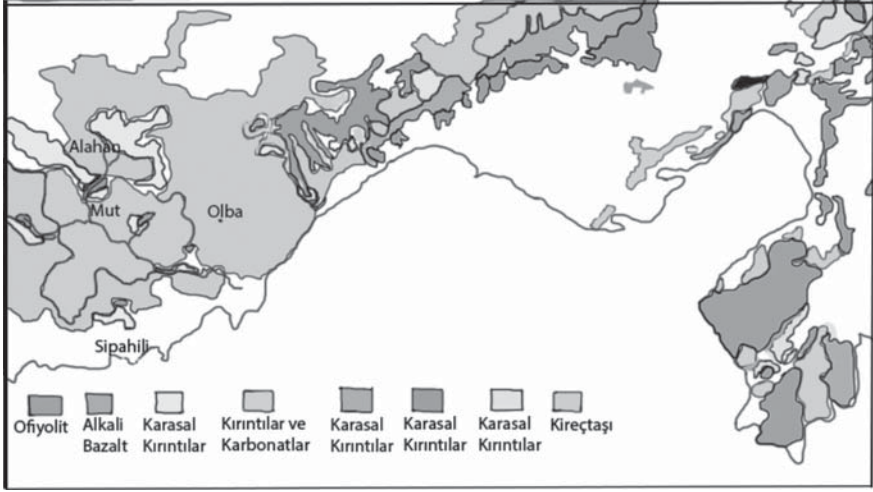 Alahan
Mut
Olba
Sipahili
Ofiyolit
Alkali
Bazalt
Karasal
Kırıntılar
Kırıntılar ve
Karbonatlar
Karasal
Kırıntılar
Karasal
Kırıntılar
Karasal
Kırıntılar
Kireçtaşı